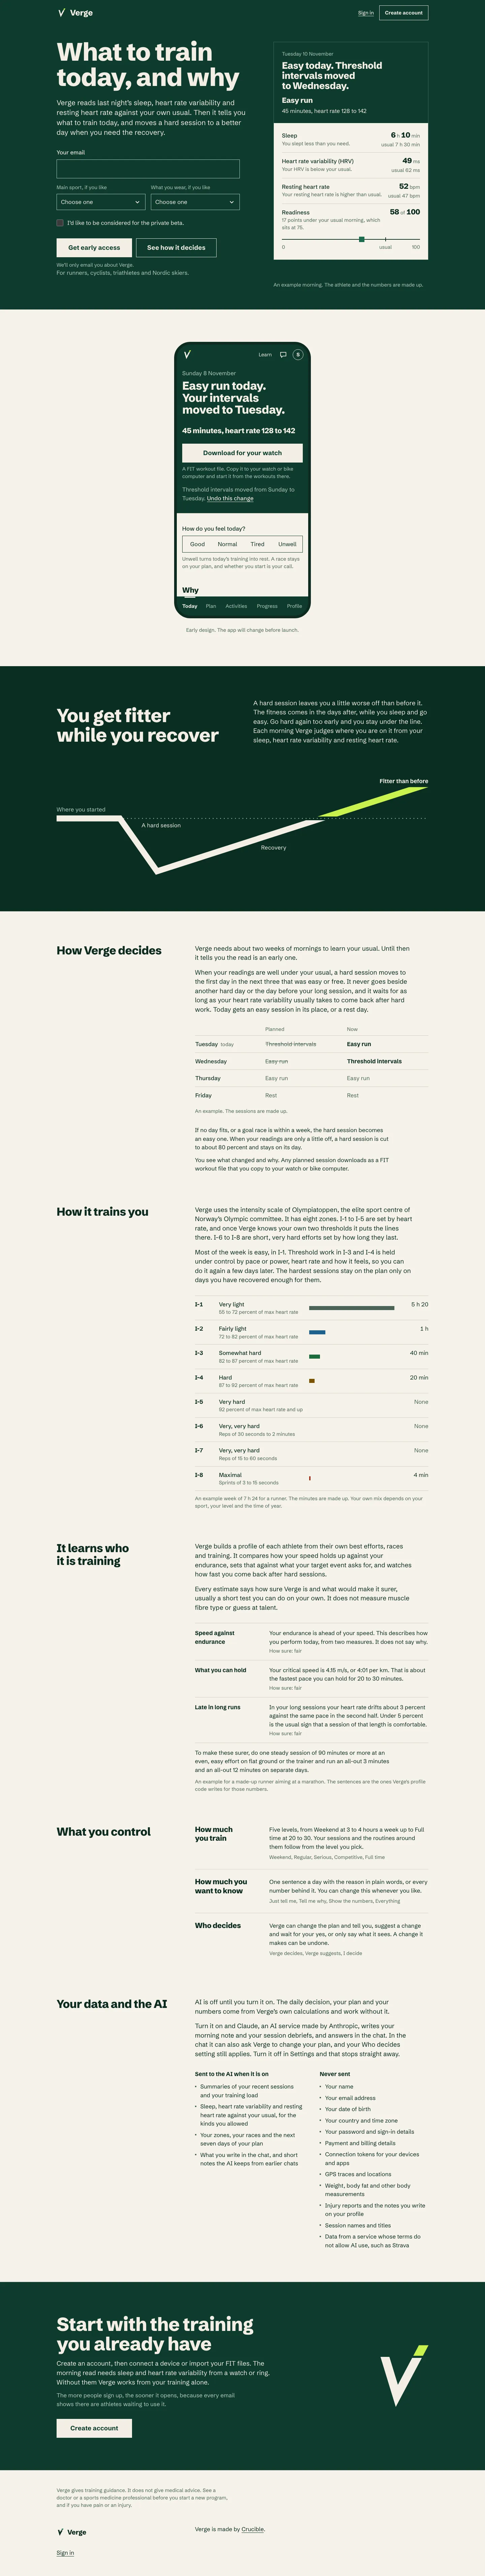 Verge
Sign in
Create account
What to train
today, and why
Verge reads last night's sleep, heart rate variability and
resting heart rate against your own usual. Then it tells you
what to train today, and moves a hard session to a better
day when you need the recovery.
Your email
Main sport, if you like
What you wear, if you like
Choose one
Choose one
I'd like to be considered for the private beta.
Get early access
See how it decides
We'll only email you about Verge.
For runners, cyclists, triathletes and Nordic skiers.
Tuesday 10 November
Easy today. Threshold
intervals moved
to Wednesday.
Easy run
45 minutes, heart rate 128 to 142
Sleep
6 h 10 min
You slept less than you need.
usual 7 h 30 min
Heart rate variability (HRV)
49 ms
Your HRV is below your usual.
usual 62 ms
Resting heart rate
52 bpm
Your resting heart rate is higher than usual.
usual 47 bpm
Readiness
58 of 100
17 points under your usual morning, which
sits at 75.
0
usual
100
An example morning. The athlete and the numbers are made up.
Learn
S
Sunday 8 November
Easy run today.
Your intervals
moved to Tuesday.
45 minutes, heart rate 128 to 142
Download for your watch
A FIT workout file. Copy it to your watch or bike
computer and start it from the workouts there.
Threshold intervals moved from Sunday to
Tuesday. Undo this change
How do you feel today?
Good
Normal
Tired
Unwell
Unwell turns today's training into rest. A race stays
on your plan, and whether you start is your call.
Why
Today
Plan
Activities
Progress
Profile
Early design. The app will change before launch.
You get fitter
while you recover
A hard session leaves you a little worse off than before it.
The fitness comes in the days after, while you sleep and go
easy. Go hard again too early and you stay under the line.
Each morning Verge judges where you are on it from your
sleep, heart rate variability and resting heart rate.
Fitter than before
Where you started
A hard session
Recovery
How Verge decides
Verge needs about two weeks of mornings to learn your usual. Until then
it tells you the read is an early one.
When your readings are well under your usual, a hard session moves to
the first day in the next three that was easy or empty. It never goes beside
another hard day or the day before your long session, and it waits for as
long as your heart rate variability usually takes to come back after hard
work. Today gets an easy session in its place, or a rest day.
Planned
Now
Tuesday today
Threshold intervals
Easy run
Wednesday
Easy run
Threshold intervals
Thursday
Easy run
Easy run
Friday
Rest
Rest
An example. The sessions are made up.
If no day fits, or a goal race is within a week, the hard session becomes
an easy one. When your readings are only a little off, a hard session is cut
to about 80 percent and stays on its day.
You see what changed and why. Any planned session downloads as a FIT
workout file that you copy to your watch or bike computer.
How it trains you
Verge uses the intensity scale of Olympiatoppen, the elite sport centre of
Norway's Olympic committee. It has eight zones. I-1 to I-5 are set by heart
rate, and once Verge knows your own two thresholds it puts the lines
there. I-6 to I-8 are short, very hard efforts set by how long they last.
Most of the week is easy, in I-1. Threshold work in I-3 and I-4 is held
under control by pace or power, heart rate and how it feels, so you can
do it again a few days later. The hardest sessions stay on the plan only on
days you have recovered enough for them.
I-1
Very light
5 h 20
55 to 72 percent of max heart rate
I-2
Fairly light
1 h
72 to 82 percent of max heart rate
I-3
Somewhat hard
40 min
82 to 87 percent of max heart rate
I-4
Hard
20 min
87 to 92 percent of max heart rate
I-5
Very hard
None
92 percent of max heart rate and up
I-6
Very, very hard
None
Reps of 30 seconds to 2 minutes
I-7
Very, very hard
None
Reps of 15 to 60 seconds
I-8
Maximal
4 min
Sprints of 3 to 15 seconds
An example week of 7 h 24 for a runner. The minutes are made up. Your own mix depends on your
sport, your level and the time of year.
It learns who
it is training
Verge builds a profile of each athlete from their own best efforts, races
and training. It compares how your speed holds up against your
endurance, sets that against what your target event asks for, and watches
how fast you come back after hard sessions.
Every estimate says how sure Verge is and what would make it surer,
usually a short test you can do on your own. It does not measure muscle
fibre type or guess at talent.
Speed against
endurance
Your endurance is ahead of your speed. This describes how
you perform today, from two measures. It does not say why.
How sure: fair
What you can hold
Your critical speed is 4.15 m/s, or 4:01 per km. That is about
the fastest pace you can hold for 20 to 30 minutes.
How sure: fair
Late in long runs
In your long sessions your heart rate drifts about 3 percent
against the same pace in the second half. Under 5 percent
is the usual sign that a session of that length is comfortable.
How sure: fair
To make these surer, do one steady session of 90 minutes or more at an
even, easy effort on flat ground or the trainer and run an all-out 3 minutes
and an all-out 12 minutes on separate days.
An example for a made-up runner aiming at a marathon. The sentences are the ones Verge's profile
code writes for those numbers.
What you control
How much
you train
Five levels, from Weekend at 3 to 4 hours a week up to Full
time at 20 to 30. Your sessions and the routines around
them follow from the level you pick.
Weekend, Regular, Serious, Competitive, Full time
How much you
want to know
One sentence a day with the reason in plain words, or every
number behind it. You can change this whenever you like.
Just tell me, Tell me why, Show the numbers, Everything
Who decides
Verge can change the plan and tell you, suggest a change
and wait for your yes, or only say what it sees. A change it
makes can be undone.
Verge decides, Verge suggests, I decide
Your data and the AI
AI is off until you turn it on. The daily decision, your plan and your
numbers come from Verge's own calculations and work without it.
Turn it on and Claude, an AI service made by Anthropic, writes your
morning note and your session debriefs, and answers in the chat. In the
chat it can also ask Verge to change your plan, and your Who decides
setting still applies. Turn it off in Settings and that stops straight away.
Sent to the AI when it is on
Summaries of your recent sessions
and your training load
Sleep, heart rate variability and resting
heart rate against your usual, for the
kinds you allowed
Your zones, your races and the next
seven days of your plan
What you write in the chat, and short
notes the AI keeps from earlier chats
Never sent
Your name
Your email address
Your date of birth
Your country and time zone
Your password and sign-in details
Payment and billing details
Connection tokens for your devices
and apps
GPS traces and locations
Weight, body fat and other body
measurements
Injury reports and the notes you write
on your profile
Session names and titles
Data from a service whose terms do
not allow AI use, such as Strava
Start with the training
you already have
Create an account, then connect a device or import your FIT files. The
morning read needs sleep and heart rate variability from a watch or ring.
Without them Verge works from your training alone.
The more people sign up, the sooner it opens, because every email
shows there are athletes waiting to use it.
Create account
Verge gives training guidance. It does not give medical advice. See a
doctor or a sports medicine professional before you start a new program,
and if you have pain or an injury.
Verge
Verge is made by Crucible.
Sign in